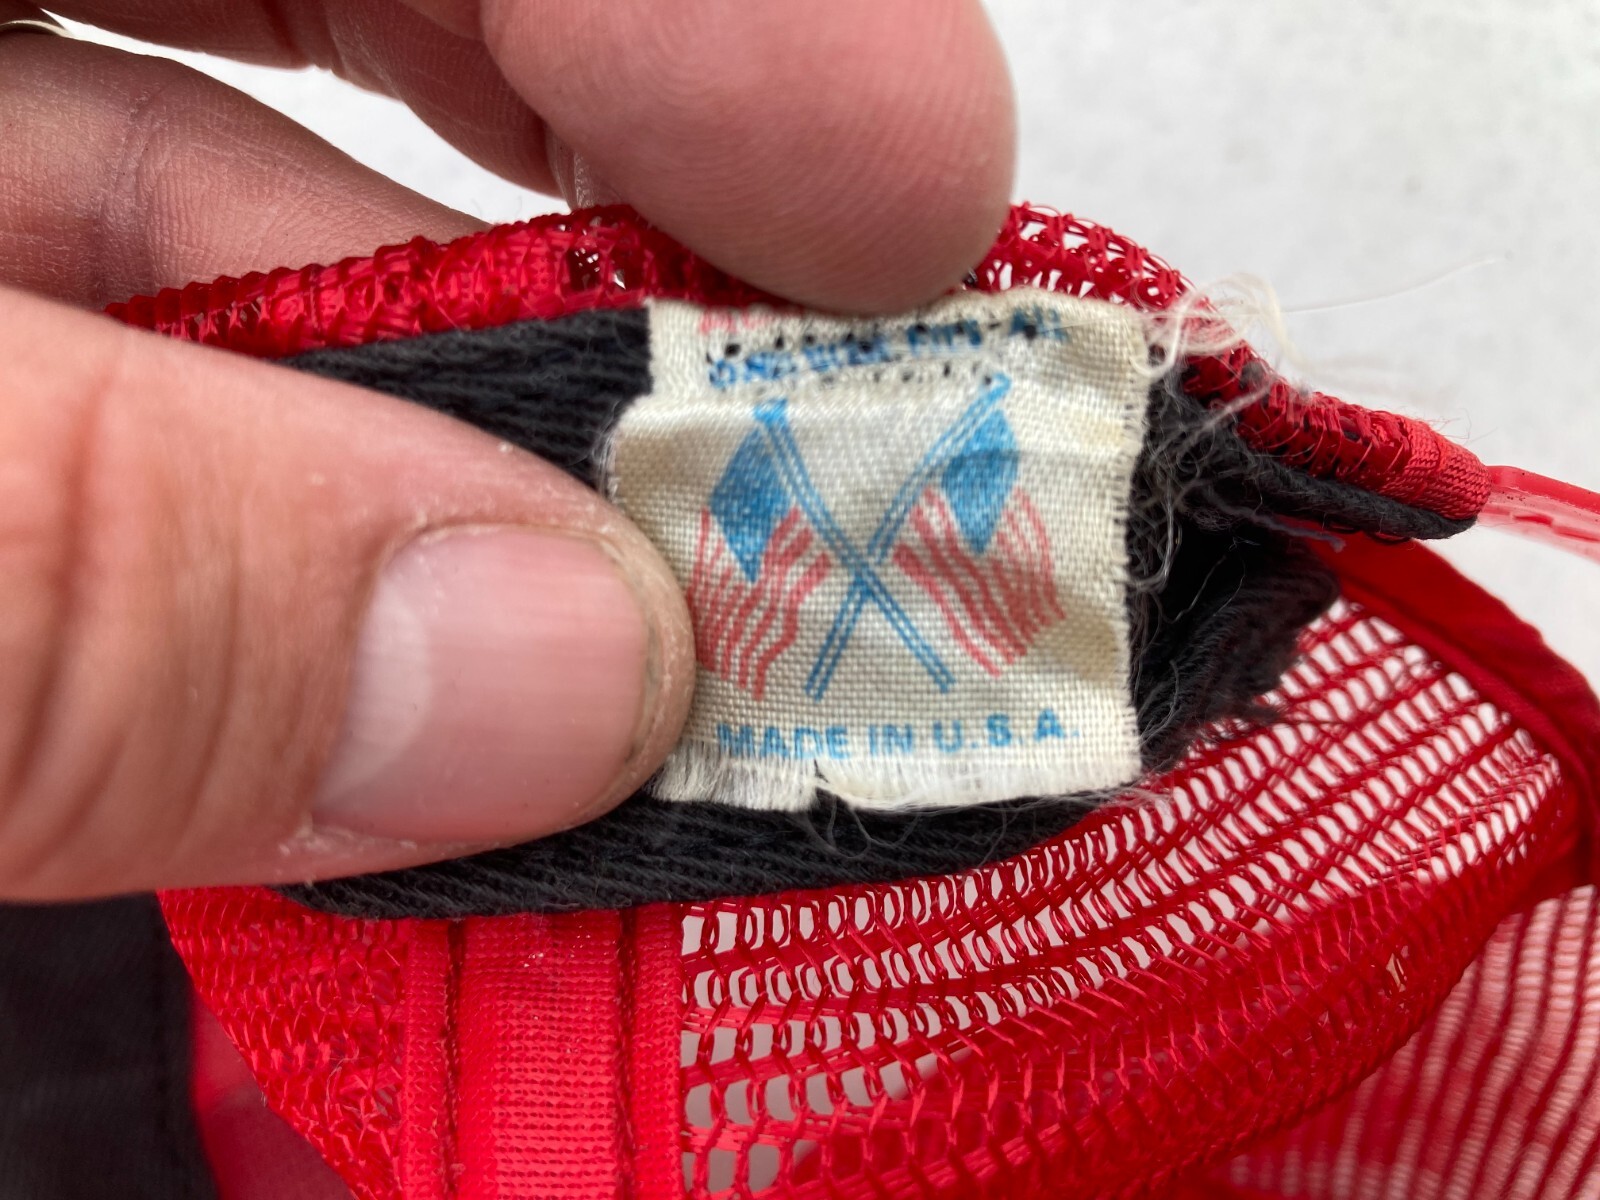 ONE SIZE FITS-ALL
MADE IN U.S.A.